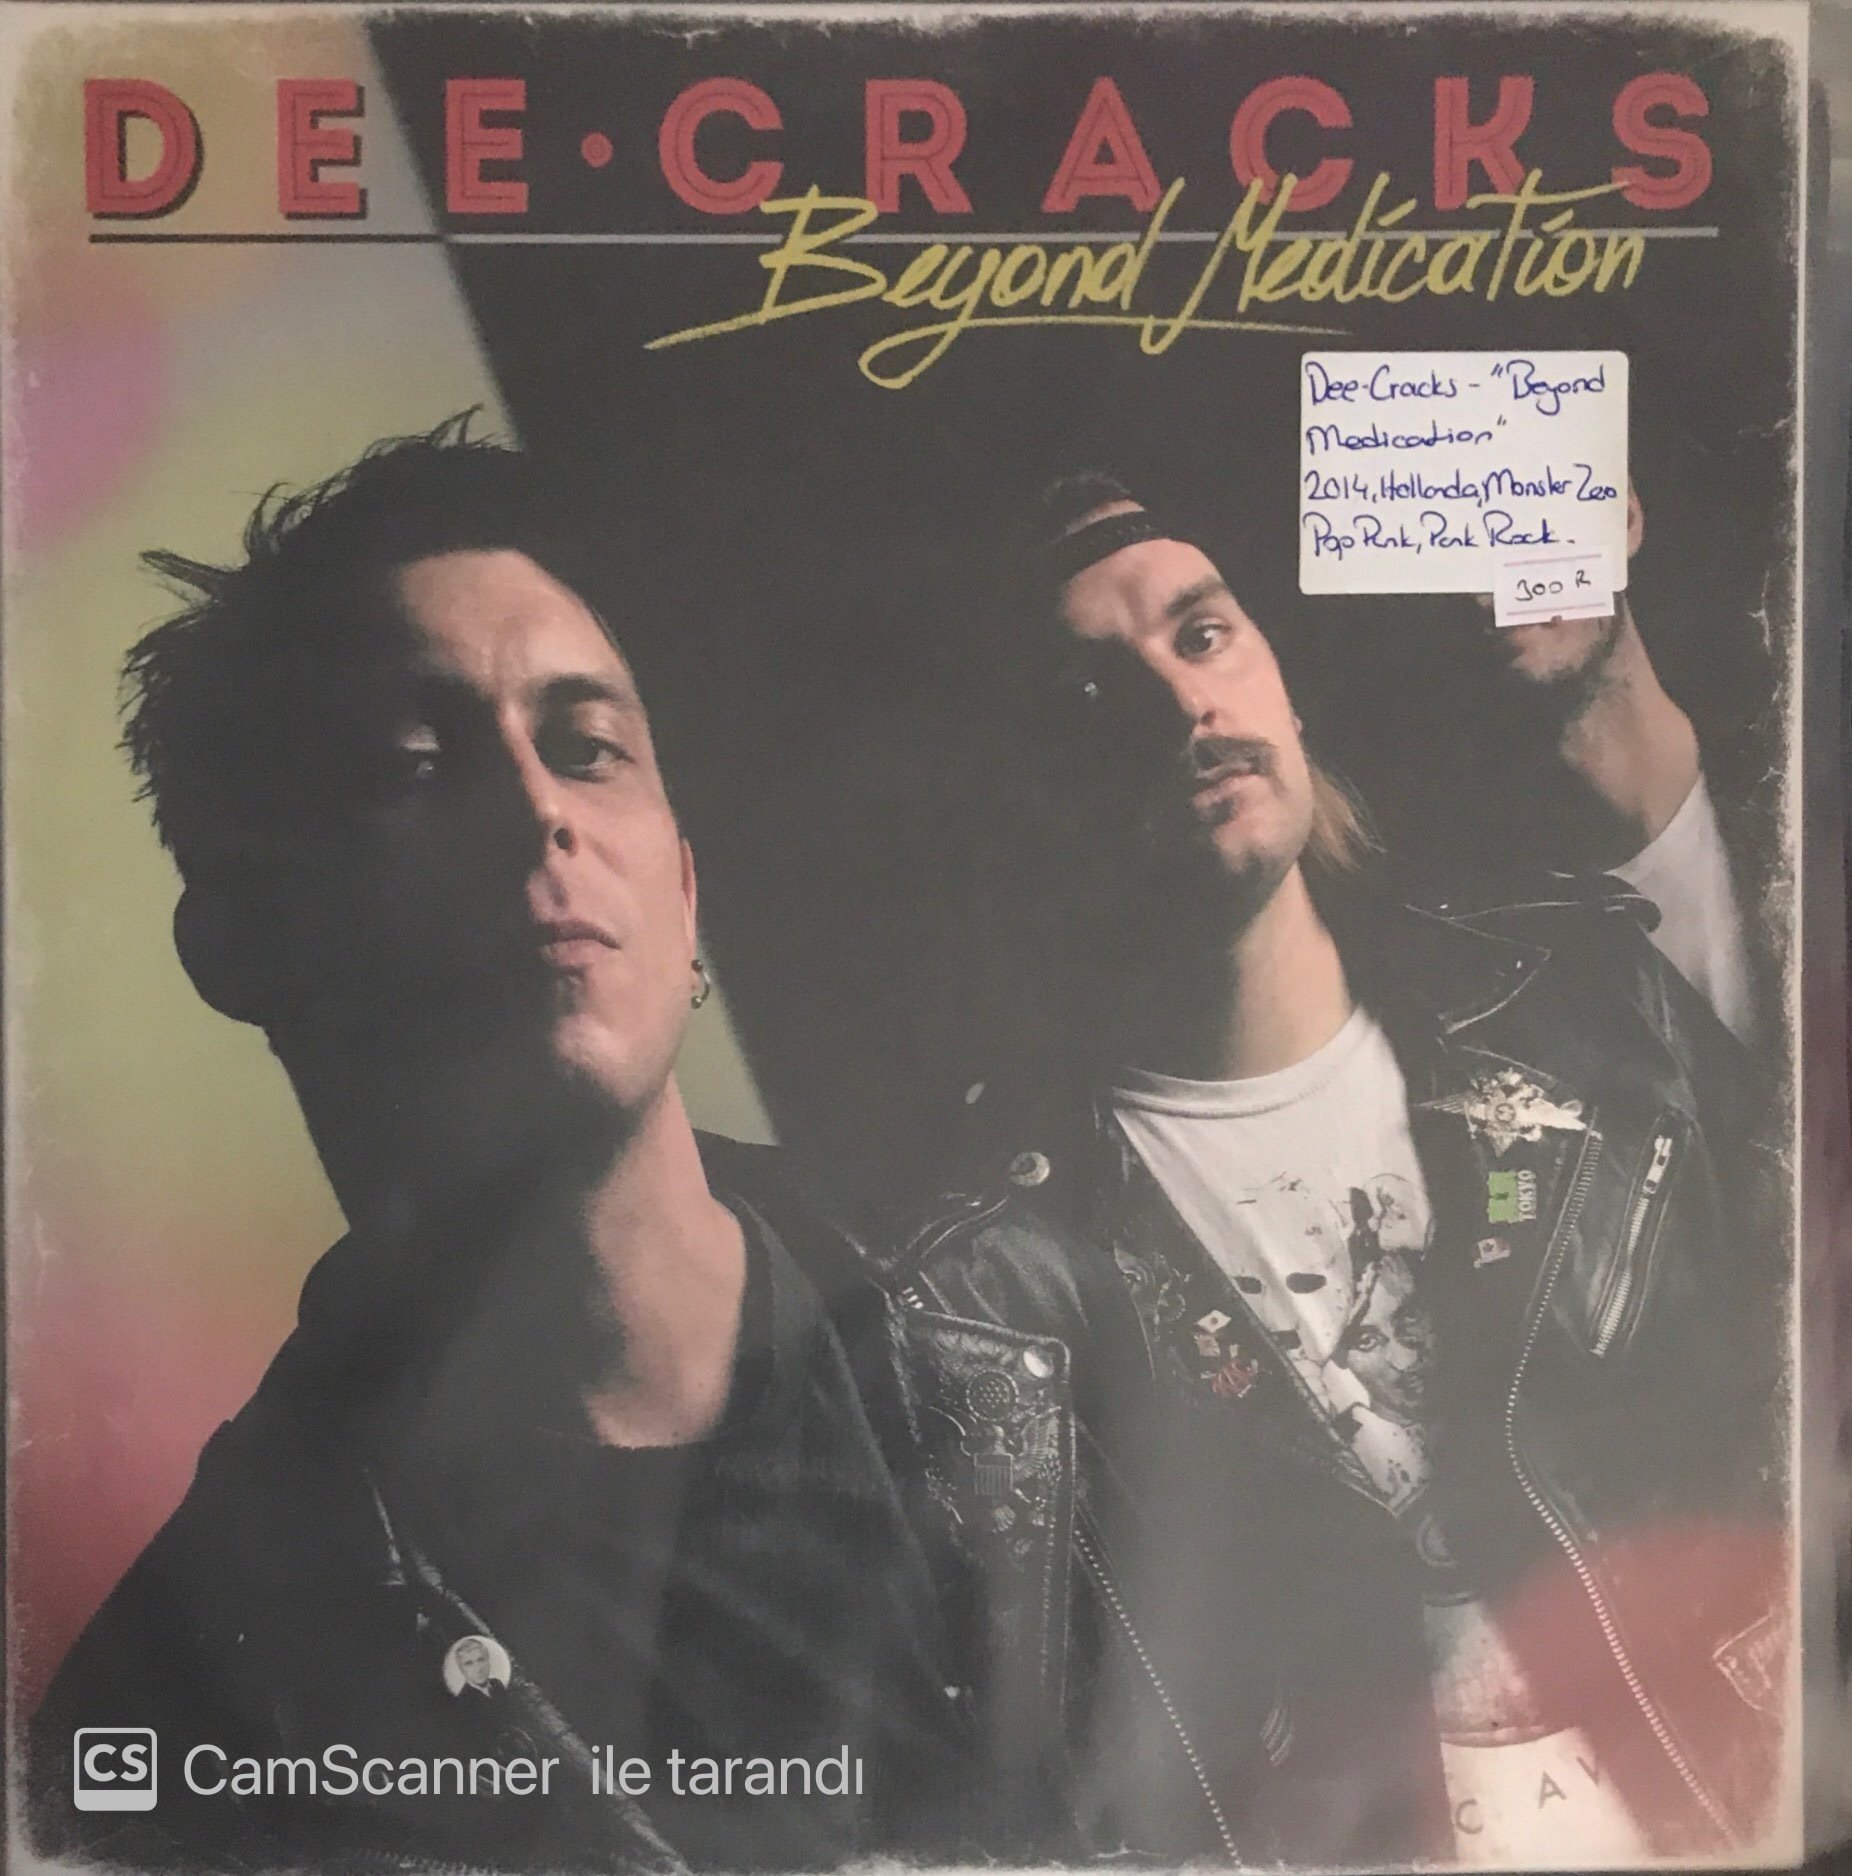 DEE•CRACKS
Beyond Medication
Dee-Cracks - "Beyond
Medication"
2014, Hollanda, Monster Zoo
Pop Punk, Punk Rock.
300
TOKYO
CS CamScanner ile tarandı